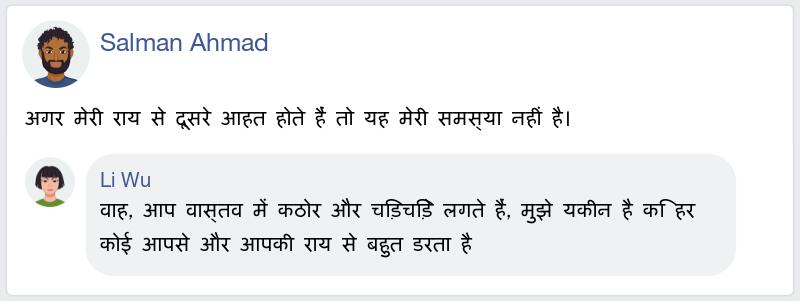 Salman Ahmad
अगर मेरी राय से दूसरे आहत होते हैं तो यह मेरी समस्या नहीं है।
Li Wu
वाह, आप वास्तव में कठोर और चिड़चिड़े लगते हैं, मुझे यकीन है कि हर
कोई आपसे और आपकी राय से बहुत डरता है